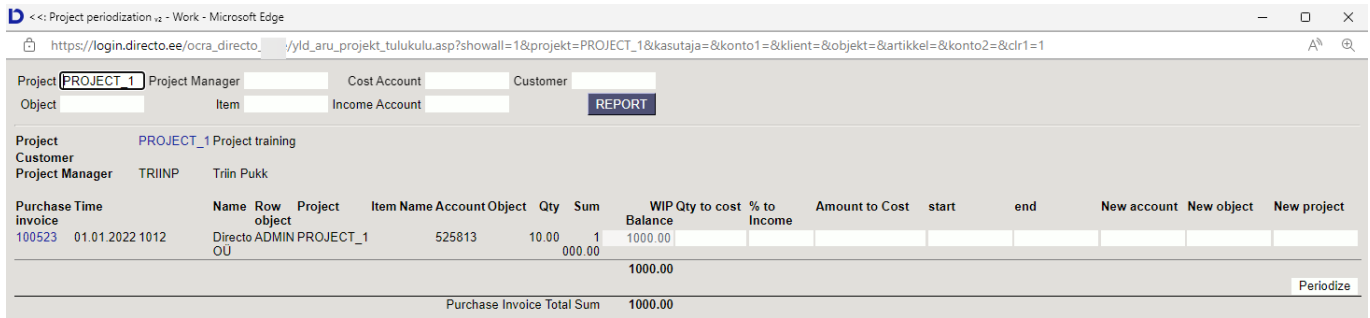 <<: Project periodization v2 - Work - Microsoft Edge
https://login.directo.ee/ocra_directo_ /yld_aru_projekt_tulukulu.asp?showall=1&projekt=PROJECT_1&kasutaja=&konto1=&klient=&objekt=&artikkel=&konto2=&clr1=1
Project PROJECT_1 Project Manager Cost Account Customer
Object Item Income Account REPORT
Project PROJECT_1 Project training
Customer
Project Manager TRIINP Triin Pukk
Purchase Time Name Row Project Item Name Account Object Qty Sum WIP Qty to cost % to Amount to Cost start end New account New object New project
invoice object Balance Income
100523 01.01.2022 1012 Directo ADMIN PROJECT_1 525813 10.00 1 1000.00
OÜ 000.00
1000.00
Periodize
Purchase Invoice Total Sum 1000.00